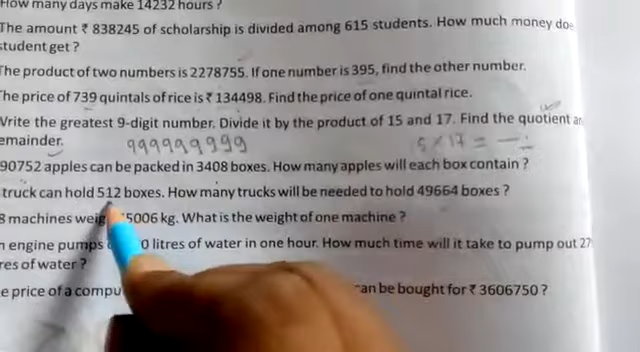 How many days make 14232 hours ?
The amount ₹ 838245 of scholarship is divided among 615 students. How much money
student get ?
The product of two numbers is 2278755. If one number is 395, find the other number.
The price of 739 quintals of rice is ₹ 134498. Find the price of one quintal rice.
Write the greatest 9-digit number. Divide it by the product of 15 and 17. Find the quotient
emainder. 999999999 5 × 17 =
90752 apples can be packed in 3408 boxes. How many apples will each box contain ?
truck can hold 512 boxes. How many trucks will be needed to hold 49664 boxes ?
8 machines 5006 kg. What is the weight of one machine ?
engine pumps 0 litres of water in one hour. How much time will it take to pump out 27
res of water ?
e price of a compu can be bought for ₹ 3606750 ?